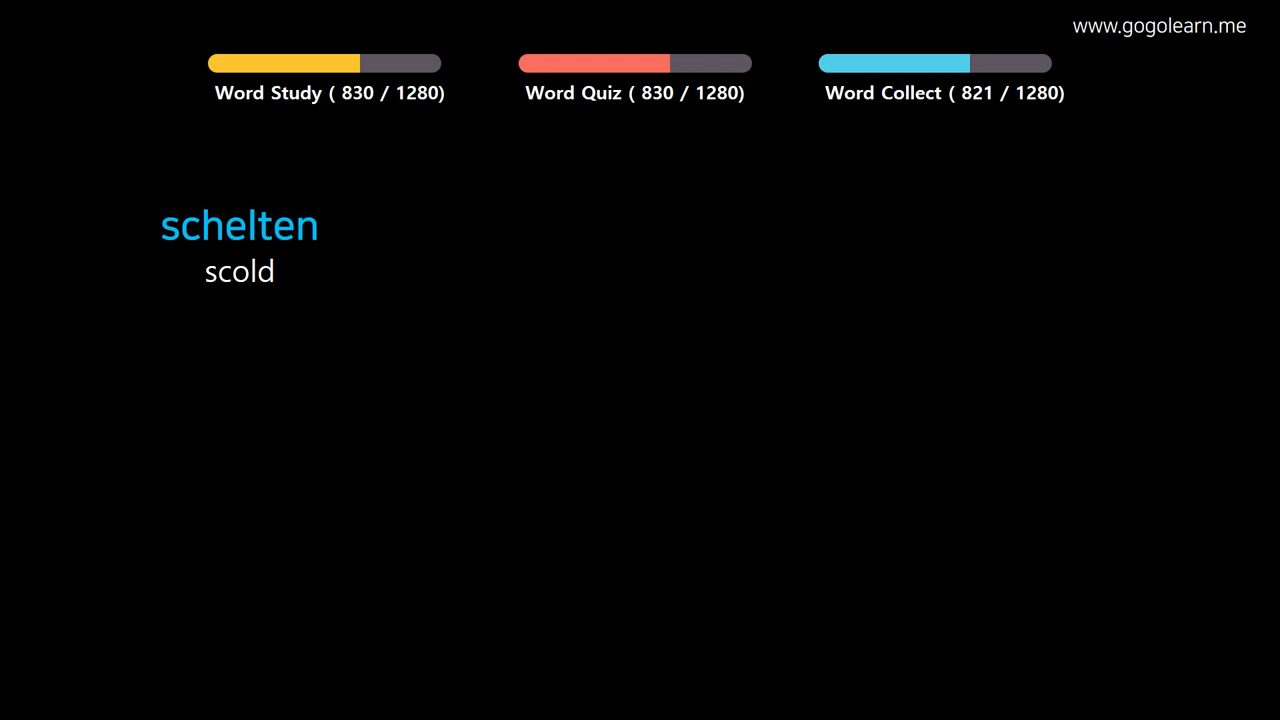 www.gogolearn.me
Word Study ( 830 / 1280)
Word Quiz ( 830 / 1280)
Word Collect ( 821 / 1280)
schelten
scold